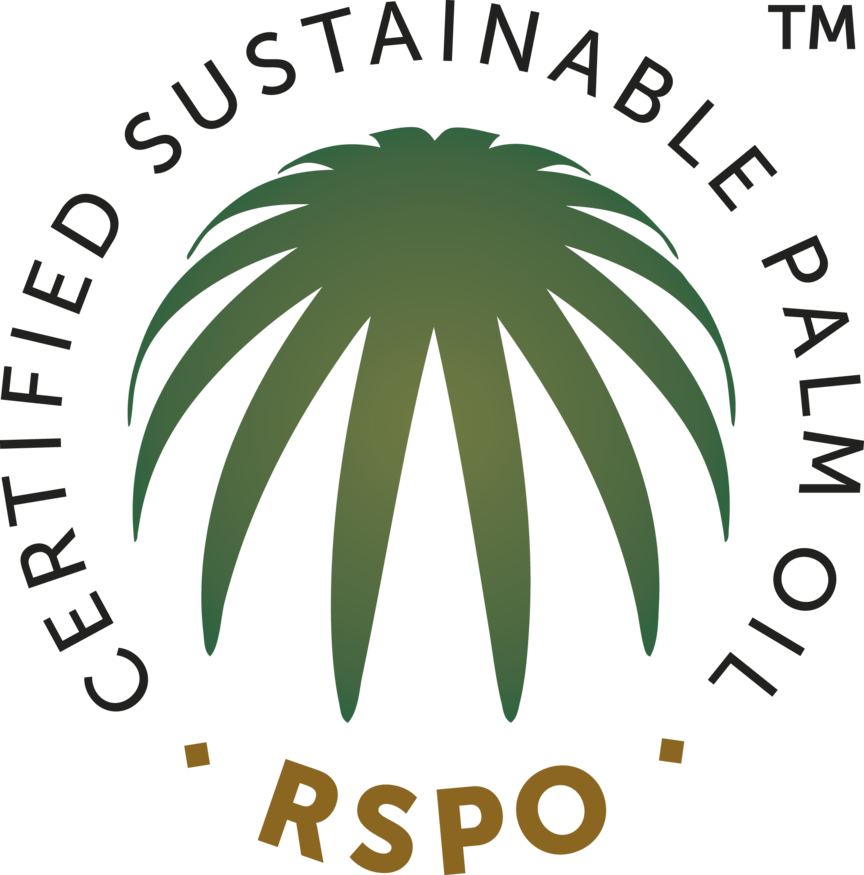 CERTIFIED SUSTAINABLE PALM OIL
TM
· RSPO ·